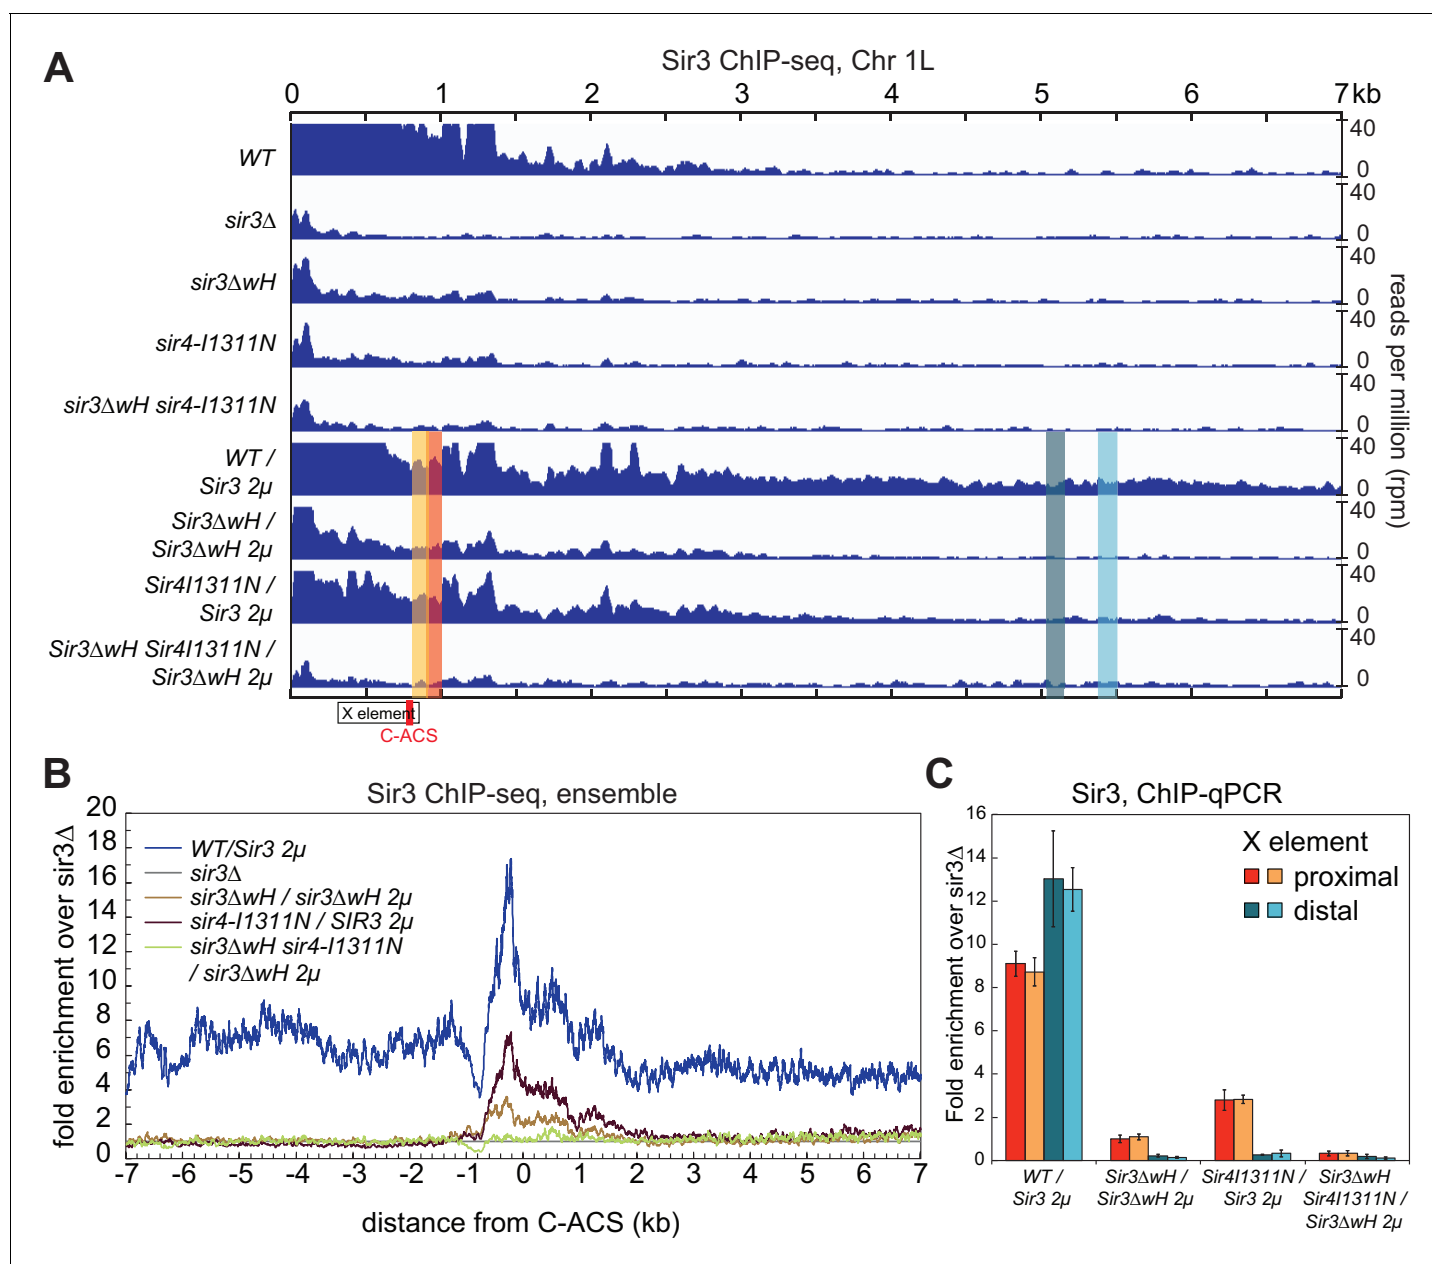 A
Sir3 ChIP-seq, Chr 1L
0 1 2 3 4 5 6 7 kb
WT
40
0
sir3Δ
40
0
sir3ΔwH
40
0
sir4-I1311N
40
0
sir3ΔwH sir4-I1311N
40
0
WT /
Sir3 2µ
40
0
Sir3ΔwH /
Sir3ΔwH 2µ
40
0
Sir4I1311N /
Sir3 2µ
40
0
Sir3ΔwH Sir4I1311N /
Sir3ΔwH 2µ
40
0
reads per million (rpm)
X element
C-ACS
B
Sir3 ChIP-seq, ensemble
fold enrichment over sir3Δ
20
18
16
14
12
10
8
6
4
2
0
WT/Sir3 2µ
sir3Δ
sir3ΔwH / sir3ΔwH 2µ
sir4-I1311N / SIR3 2µ
sir3ΔwH sir4-I1311N
/ sir3ΔwH 2µ
-7 -6 -5 -4 -3 -2 -1 0 1 2 3 4 5 6 7
distance from C-ACS (kb)
C
Sir3, ChIP-qPCR
Fold enrichment over sir3Δ
16
14
12
10
8
6
4
2
0
X element
proximal
distal
WT /
Sir3 2µ
Sir3ΔwH /
Sir3ΔwH 2µ
Sir4I1311N /
Sir3 2µ
Sir3ΔwH
Sir4I1311N /
Sir3ΔwH 2µ